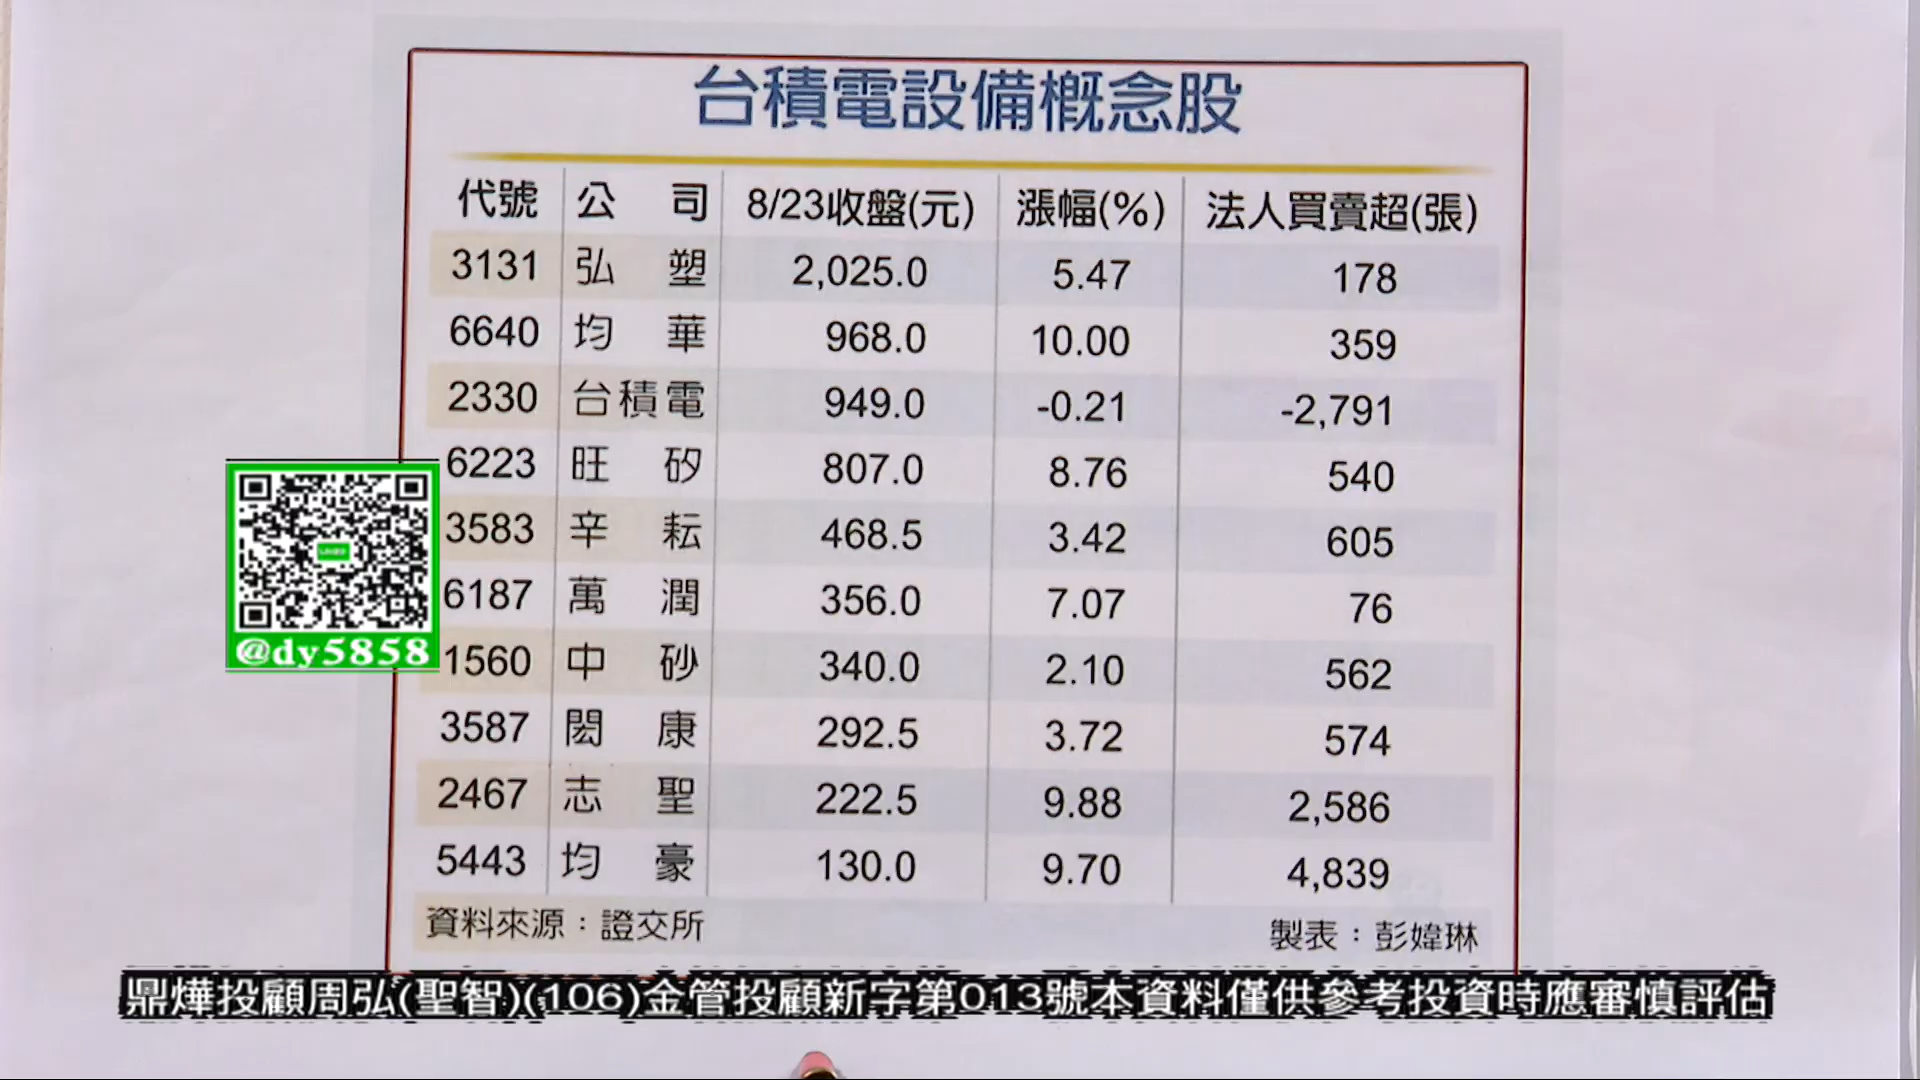 台積電設備概念股
代號 公司 8/23收盤(元) 漲幅(%) 法人買賣超(張)
3131 弘塑 2,025.0 5.47 178
6640 均華 968.0 10.00 359
2330 台積電 949.0 -0.21 -2,791
6223 旺矽 807.0 8.76 540
3583 辛耘 468.5 3.42 605
6187 萬潤 356.0 7.07 76
1560 中砂 340.0 2.10 562
3587 閎康 292.5 3.72 574
2467 志聖 222.5 9.88 2,586
5443 均豪 130.0 9.70 4,839
資料來源：證交所 製表：彭媁琳
@dy5858
鼎燁投顧周弘(聖智)(106)金管投顧新字第013號本資料僅供參考投資時應審慎評估